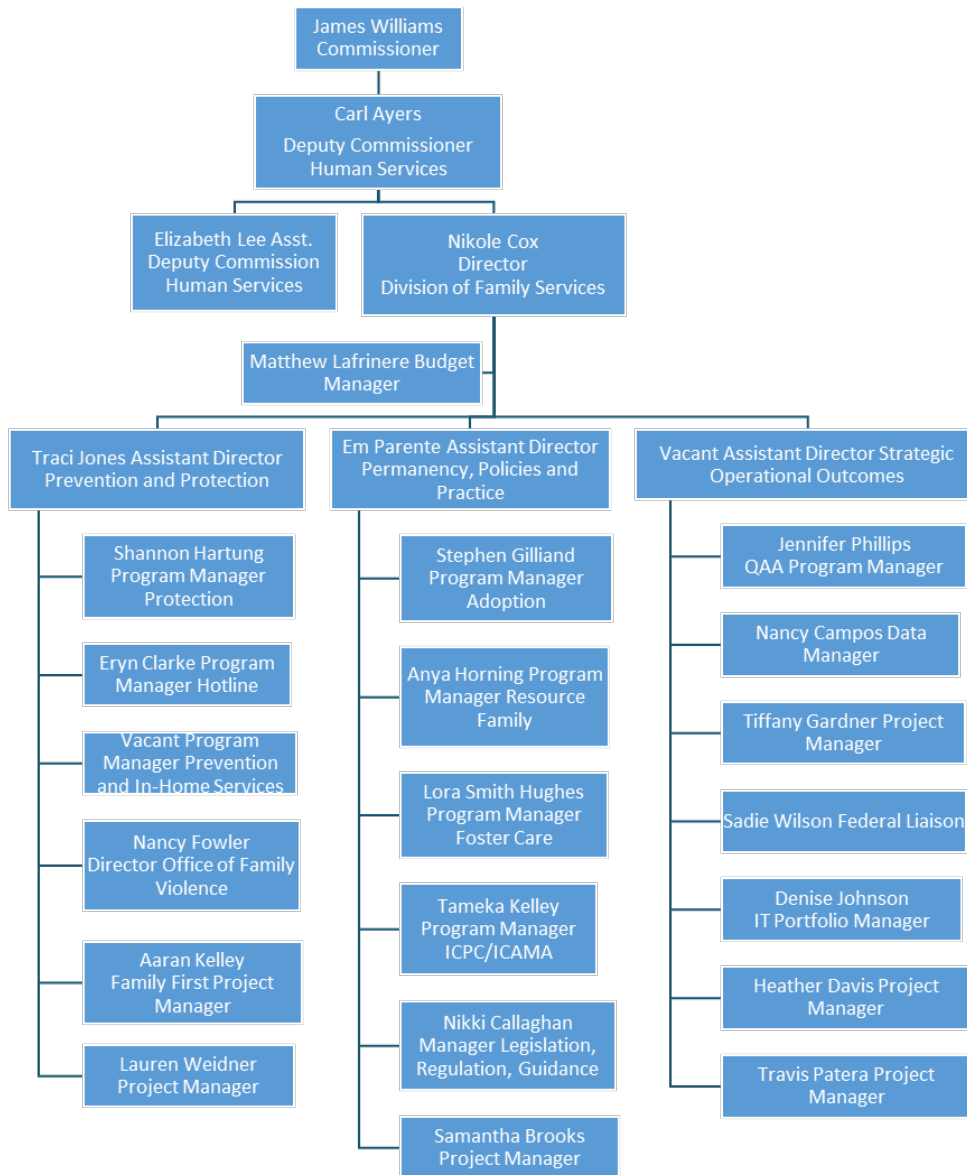 James Williams
Commissioner
Carl Ayers
Deputy Commissioner
Human Services
Elizabeth Lee Asst.
Deputy Commission
Human Services
Nikole Cox
Director
Division of Family Services
Matthew Lafrinere Budget
Manager
Traci Jones Assistant Director
Prevention and Protection
Shannon Hartung
Program Manager
Protection
Eryn Clarke Program
Manager Hotline
Vacant Program
Manager Prevention
and In-Home Services
Nancy Fowler
Director Office of Family
Violence
Aaran Kelley
Family First Project
Manager
Lauren Weidner
Project Manager
Em Parente Assistant Director
Permanency, Policies and
Practice
Stephen Gilliand
Program Manager
Adoption
Anya Horning Program
Manager Resource
Family
Lora Smith Hughes
Program Manager
Foster Care
Tameka Kelley
Program Manager
ICPC/ICAMA
Nikki Callaghan
Manager Legislation,
Regulation, Guidance
Samantha Brooks
Project Manager
Vacant Assistant Director Strategic
Operational Outcomes
Jennifer Phillips
QAA Program Manager
Nancy Campos Data
Manager
Tiffany Gardner Project
Manager
Sadie Wilson Federal Liaison
Denise Johnson
IT Portfolio Manager
Heather Davis Project
Manager
Travis Patera Project
Manager